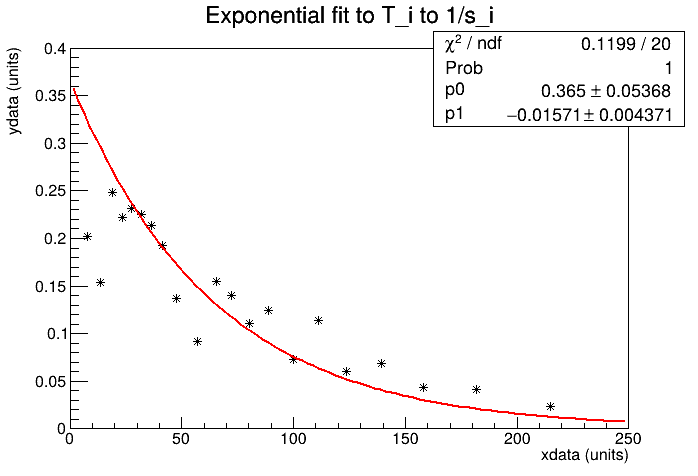 Exponential fit to T_i to 1/s_i
χ² / ndf 0.1199 / 20
Prob 1
p0 0.365 ± 0.05368
p1 −0.01571 ± 0.004371
ydata (units)
0.4
0.35
0.3
0.25
0.2
0.15
0.1
0.05
0
0 50 100 150 200 250
xdata (units)